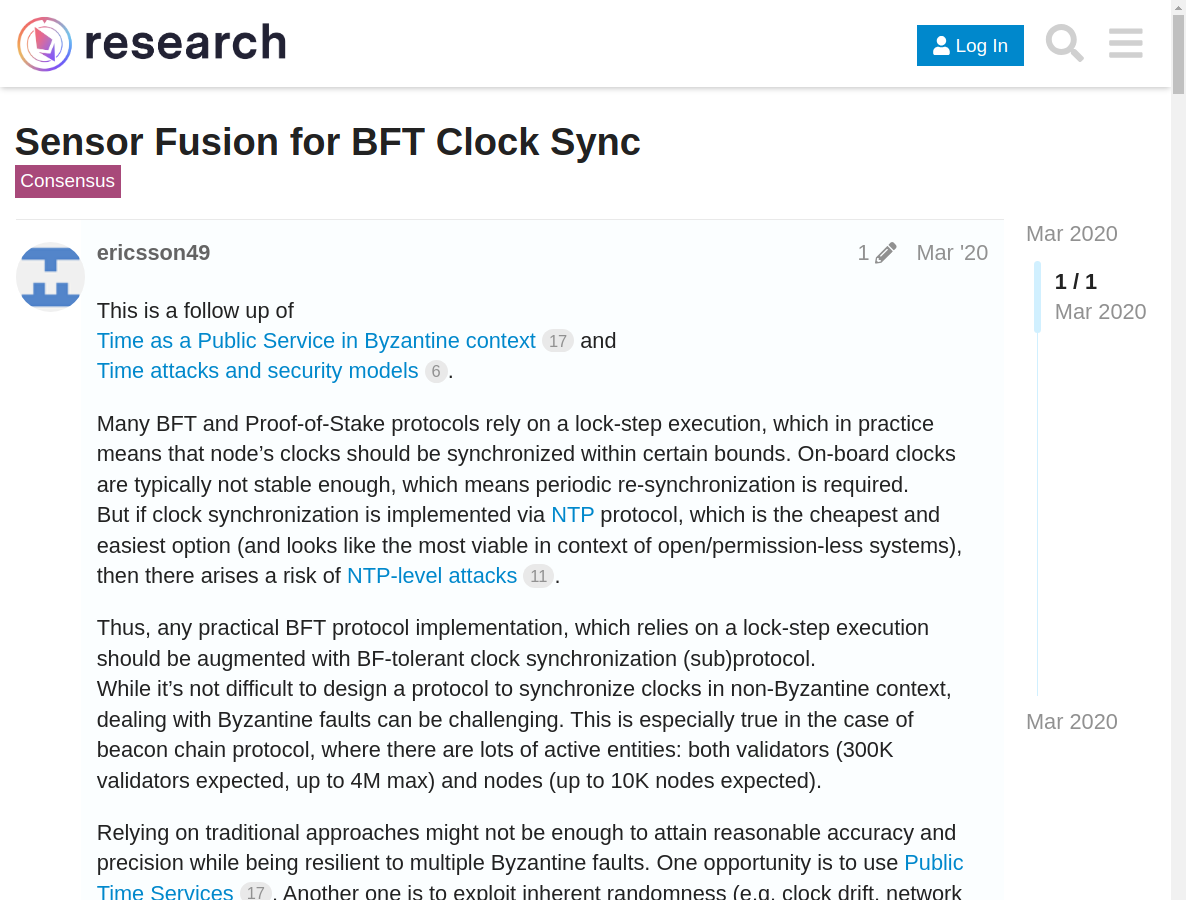 research
Log In
Sensor Fusion for BFT Clock Sync
Consensus
ericsson49
1
Mar '20
This is a follow up of
Time as a Public Service in Byzantine context 17 and
Time attacks and security models 6.
Many BFT and Proof-of-Stake protocols rely on a lock-step execution, which in practice
means that node’s clocks should be synchronized within certain bounds. On-board clocks
are typically not stable enough, which means periodic re-synchronization is required.
But if clock synchronization is implemented via NTP protocol, which is the cheapest and
easiest option (and looks like the most viable in context of open/permission-less systems),
then there arises a risk of NTP-level attacks 11.
Thus, any practical BFT protocol implementation, which relies on a lock-step execution
should be augmented with BF-tolerant clock synchronization (sub)protocol.
While it’s not difficult to design a protocol to synchronize clocks in non-Byzantine context,
dealing with Byzantine faults can be challenging. This is especially true in the case of
beacon chain protocol, where there are lots of active entities: both validators (300K
validators expected, up to 4M max) and nodes (up to 10K nodes expected).
Relying on traditional approaches might not be enough to attain reasonable accuracy and
precision while being resilient to multiple Byzantine faults. One opportunity is to use Public
Time Services 17. Another one is to exploit inherent randomness (e.g. clock drift, network
Mar 2020
1 / 1
Mar 2020
Mar 2020